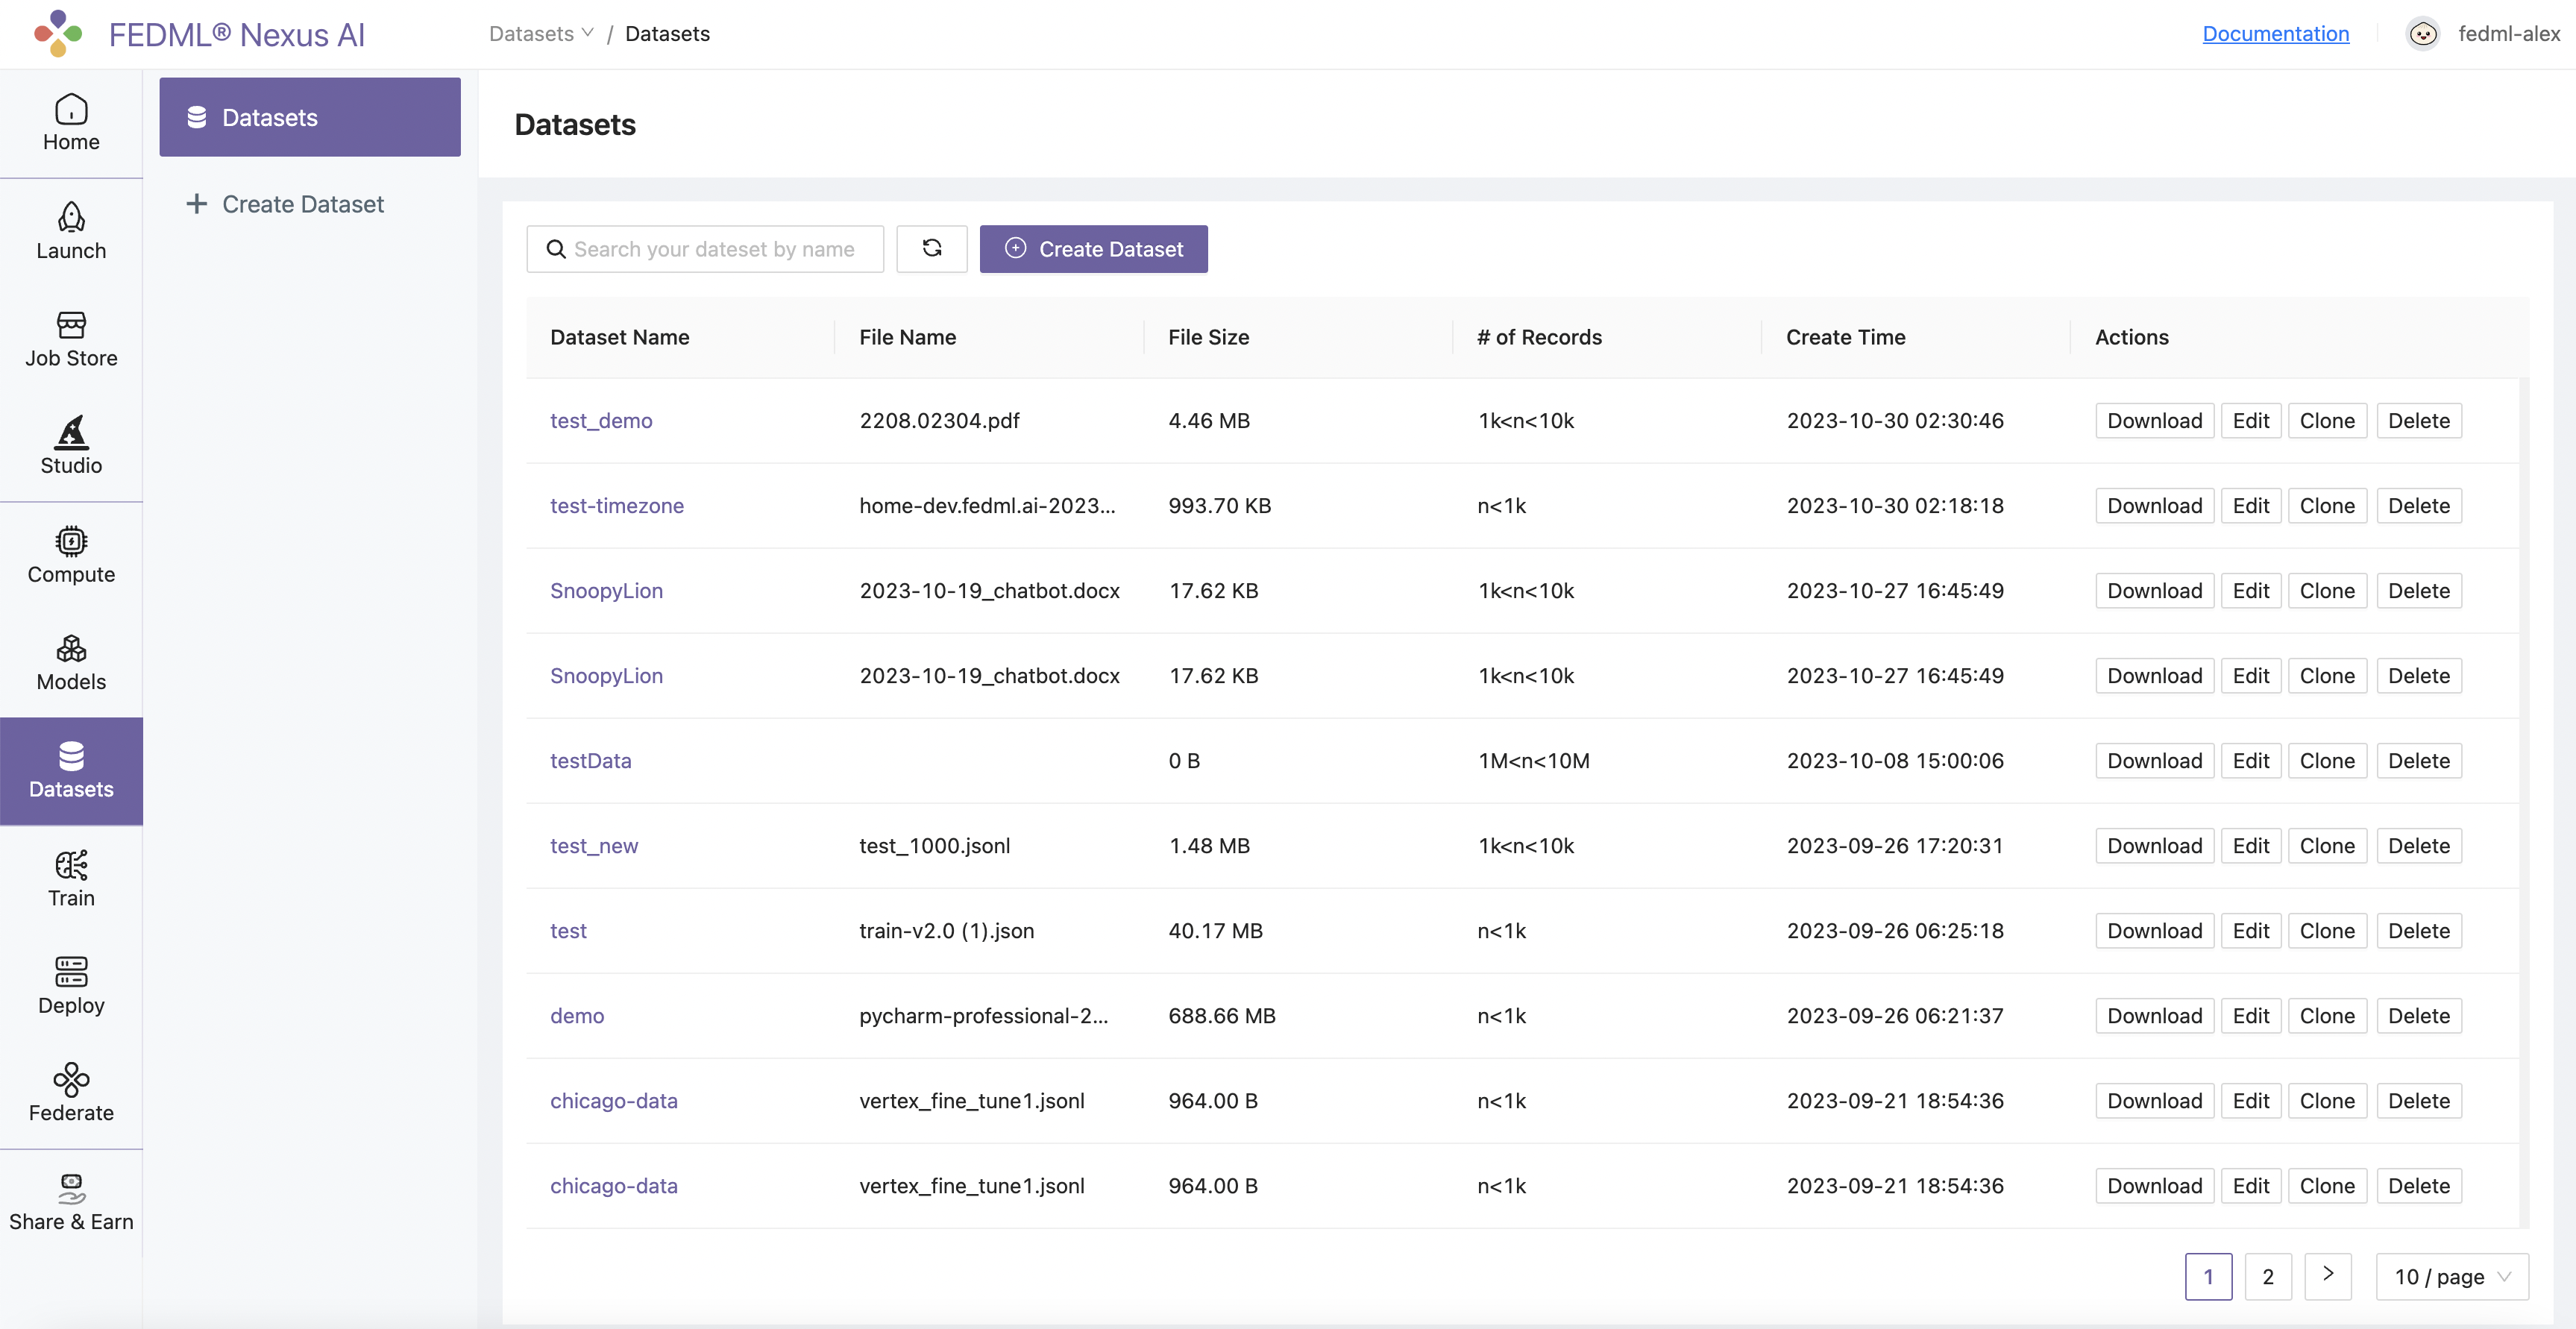 FEDML® Nexus AI
Datasets / Datasets
Documentation
fedml-alex
Home
Launch
Job Store
Studio
Compute
Models
Datasets
Train
Deploy
Federate
Share & Earn
Datasets
Create Dataset
Datasets
Search your dateset by name
Create Dataset
Dataset Name File Name File Size # of Records Create Time Actions
test_demo 2208.02304.pdf 4.46 MB 1k<n<10k 2023-10-30 02:30:46 Download Edit Clone Delete
test-timezone home-dev.fedml.ai-2023... 993.70 KB n<1k 2023-10-30 02:18:18 Download Edit Clone Delete
SnoopyLion 2023-10-19_chatbot.docx 17.62 KB 1k<n<10k 2023-10-27 16:45:49 Download Edit Clone Delete
SnoopyLion 2023-10-19_chatbot.docx 17.62 KB 1k<n<10k 2023-10-27 16:45:49 Download Edit Clone Delete
testData 0 B 1M<n<10M 2023-10-08 15:00:06 Download Edit Clone Delete
test_new test_1000.jsonl 1.48 MB 1k<n<10k 2023-09-26 17:20:31 Download Edit Clone Delete
test train-v2.0 (1).json 40.17 MB n<1k 2023-09-26 06:25:18 Download Edit Clone Delete
demo pycharm-professional-2... 688.66 MB n<1k 2023-09-26 06:21:37 Download Edit Clone Delete
chicago-data vertex_fine_tune1.jsonl 964.00 B n<1k 2023-09-21 18:54:36 Download Edit Clone Delete
chicago-data vertex_fine_tune1.jsonl 964.00 B n<1k 2023-09-21 18:54:36 Download Edit Clone Delete
1 2 > 10 / page